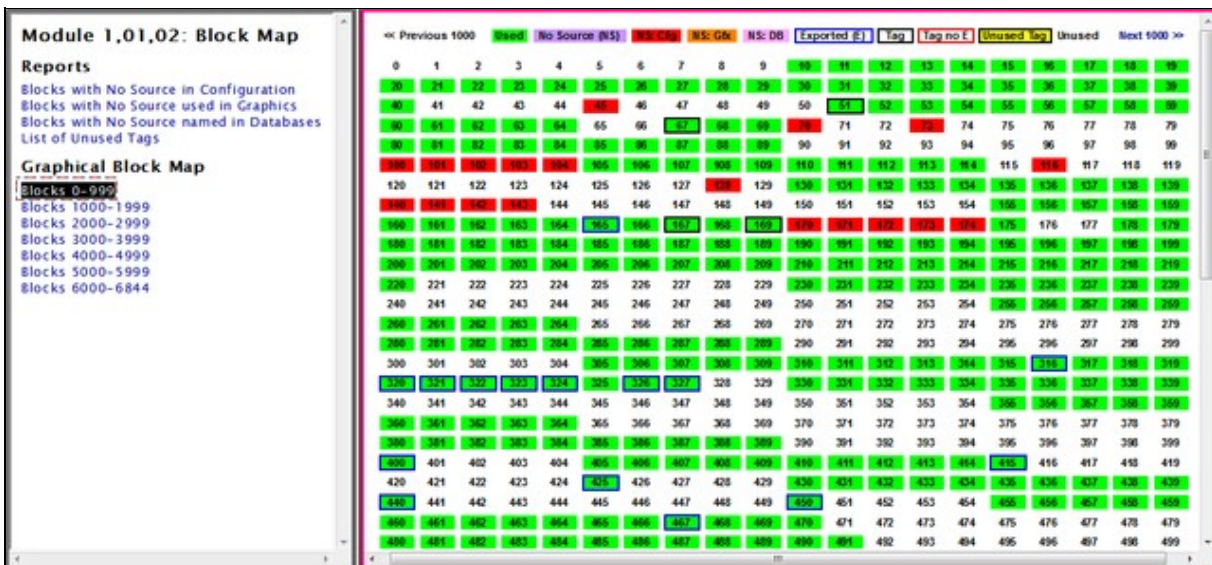 Module 1,01,02: Block Map
Reports
Blocks with No Source in Configuration
Blocks with No Source used in Graphics
Blocks with No Source named in Databases
List of Unused Tags
Graphical Block Map
Blocks 0-999
Blocks 1000-1999
Blocks 2000-2999
Blocks 3000-3999
Blocks 4000-4999
Blocks 5000-5999
Blocks 6000-6844
<< Previous 1000 Used No Source (NS) NS: Cfg NS: Gfx NS: DB Exported (E) Tag Tag no E Unused Tag Unused Next 1000 >>
0 1 2 3 4 5 6 7 8 9 10 11 12 13 14 15 16 17 18 19
20 21 22 23 24 25 26 27 28 29 30 31 32 33 34 35 36 37 38 39
40 41 42 43 44 45 46 47 48 49 50 51 52 53 54 55 56 57 58 59
60 61 62 63 64 65 66 67 68 69 70 71 72 73 74 75 76 77 78 79
80 81 82 83 84 85 86 87 88 89 90 91 92 93 94 95 96 97 98 99
100 101 102 103 104 105 106 107 108 109 110 111 112 113 114 115 116 117 118 119
120 121 122 123 124 125 126 127 128 129 130 131 132 133 134 135 136 137 138 139
140 141 142 143 144 145 146 147 148 149 150 151 152 153 154 155 156 157 158 159
160 161 162 163 164 165 166 167 168 169 170 171 172 173 174 175 176 177 178 179
180 181 182 183 184 185 186 187 188 189 190 191 192 193 194 195 196 197 198 199
200 201 202 203 204 205 206 207 208 209 210 211 212 213 214 215 216 217 218 219
220 221 222 223 224 225 226 227 228 229 230 231 232 233 234 235 236 237 238 239
240 241 242 243 244 245 246 247 248 249 250 251 252 253 254 255 256 257 258 259
260 261 262 263 264 265 266 267 268 269 270 271 272 273 274 275 276 277 278 279
280 281 282 283 284 285 286 287 288 289 290 291 292 293 294 295 296 297 298 299
300 301 302 303 304 305 306 307 308 309 310 311 312 313 314 315 316 317 318 319
320 321 322 323 324 325 326 327 328 329 330 331 332 333 334 335 336 337 338 339
340 341 342 343 344 345 346 347 348 349 350 351 352 353 354 355 356 357 358 359
360 361 362 363 364 365 366 367 368 369 370 371 372 373 374 375 376 377 378 379
380 381 382 383 384 385 386 387 388 389 390 391 392 393 394 395 396 397 398 399
400 401 402 403 404 405 406 407 408 409 410 411 412 413 414 415 416 417 418 419
420 421 422 423 424 425 426 427 428 429 430 431 432 433 434 435 436 437 438 439
440 441 442 443 444 445 446 447 448 449 450 451 452 453 454 455 456 457 458 459
460 461 462 463 464 465 466 467 468 469 470 471 472 473 474 475 476 477 478 479
480 481 482 483 484 485 486 487 488 489 490 491 492 493 494 495 496 497 498 499